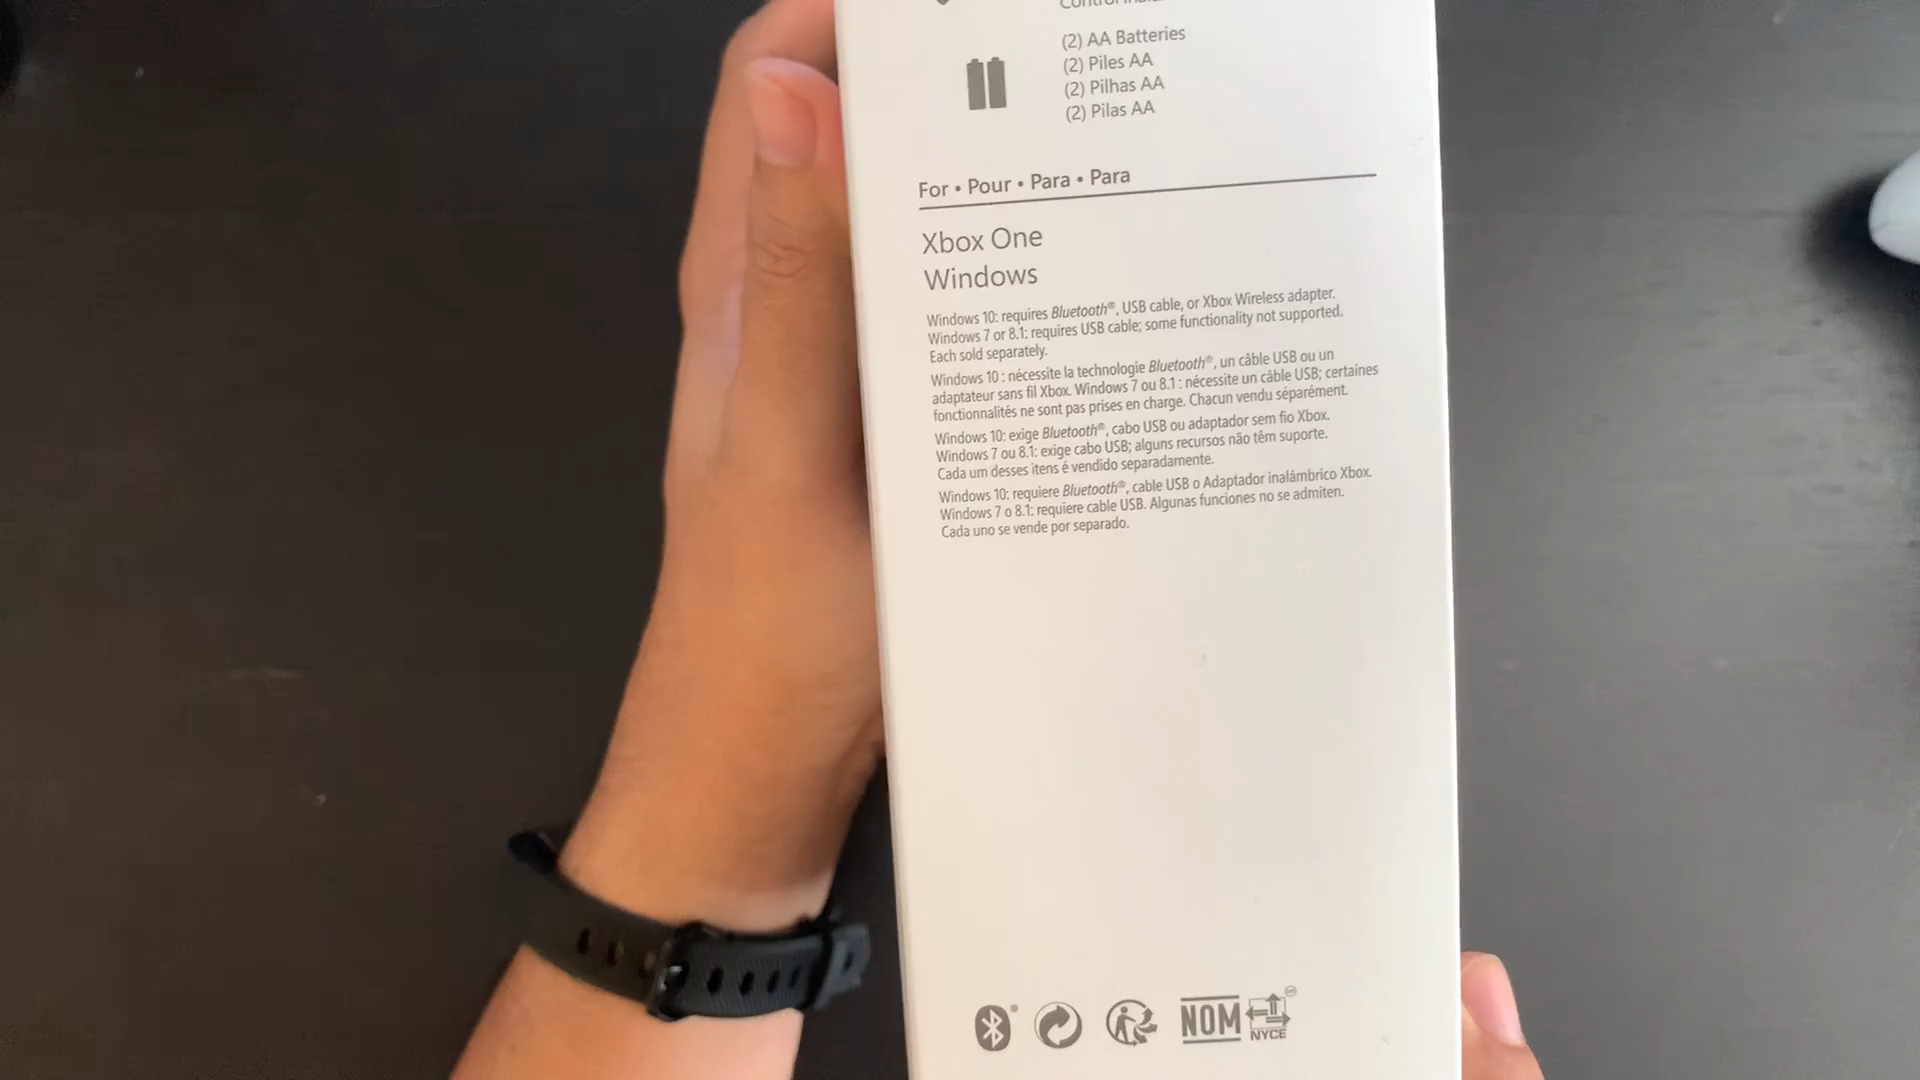 (2) AA Batteries
(2) Piles AA
(2) Pilhas AA
(2) Pilas AA
For • Pour • Para • Para
Xbox One
Windows
Windows 10: requires Bluetooth®, USB cable, or Xbox Wireless adapter.
Windows 7 or 8.1: requires USB cable; some functionality not supported.
Each sold separately.
Windows 10 : nécessite la technologie Bluetooth®, un câble USB ou un
adaptateur sans fil Xbox. Windows 7 ou 8.1 : nécessite un câble USB; certaines
fonctionnalités ne sont pas prises en charge. Chacun vendu séparément.
Windows 10: exige Bluetooth®, cabo USB ou adaptador sem fio Xbox.
Windows 7 ou 8.1: exige cabo USB; alguns recursos não têm suporte.
Cada um desses itens é vendido separadamente.
Windows 10: requiere Bluetooth®, cable USB o Adaptador inalámbrico Xbox.
Windows 7 o 8.1: requiere cable USB. Algunas funciones no se admiten.
Cada uno se vende por separado.
® NOM NYCE